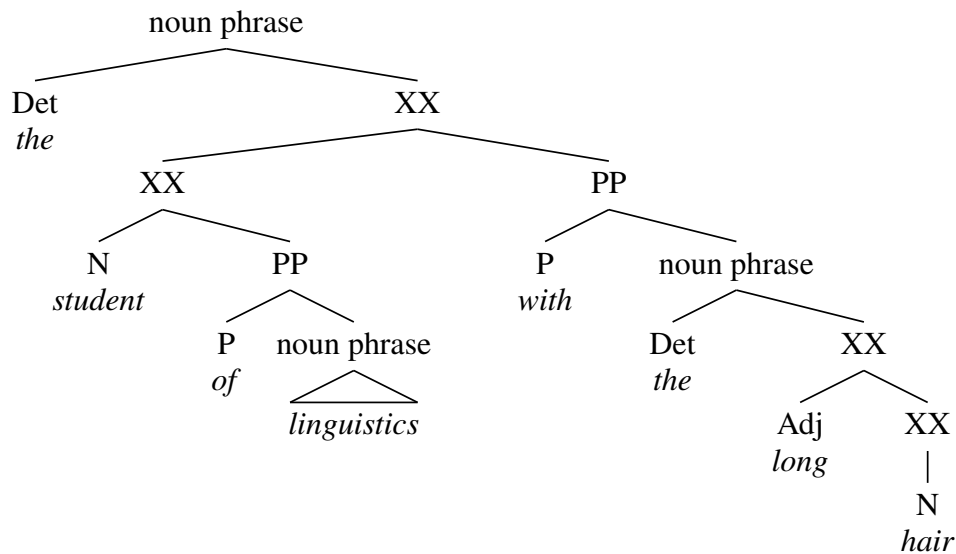 noun phrase
Det XX
the
XX PP
N PP P noun phrase
student with
P noun phrase Det XX
of the
linguistics Adj XX
long
N
hair